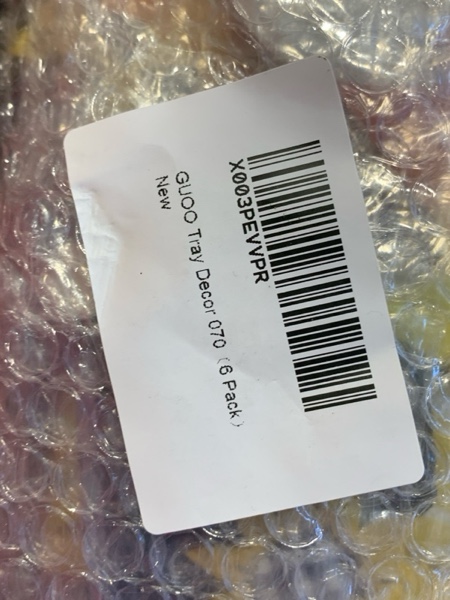 X003PEVVPR
GUOO Tray Decor 070（6 Pack）
New